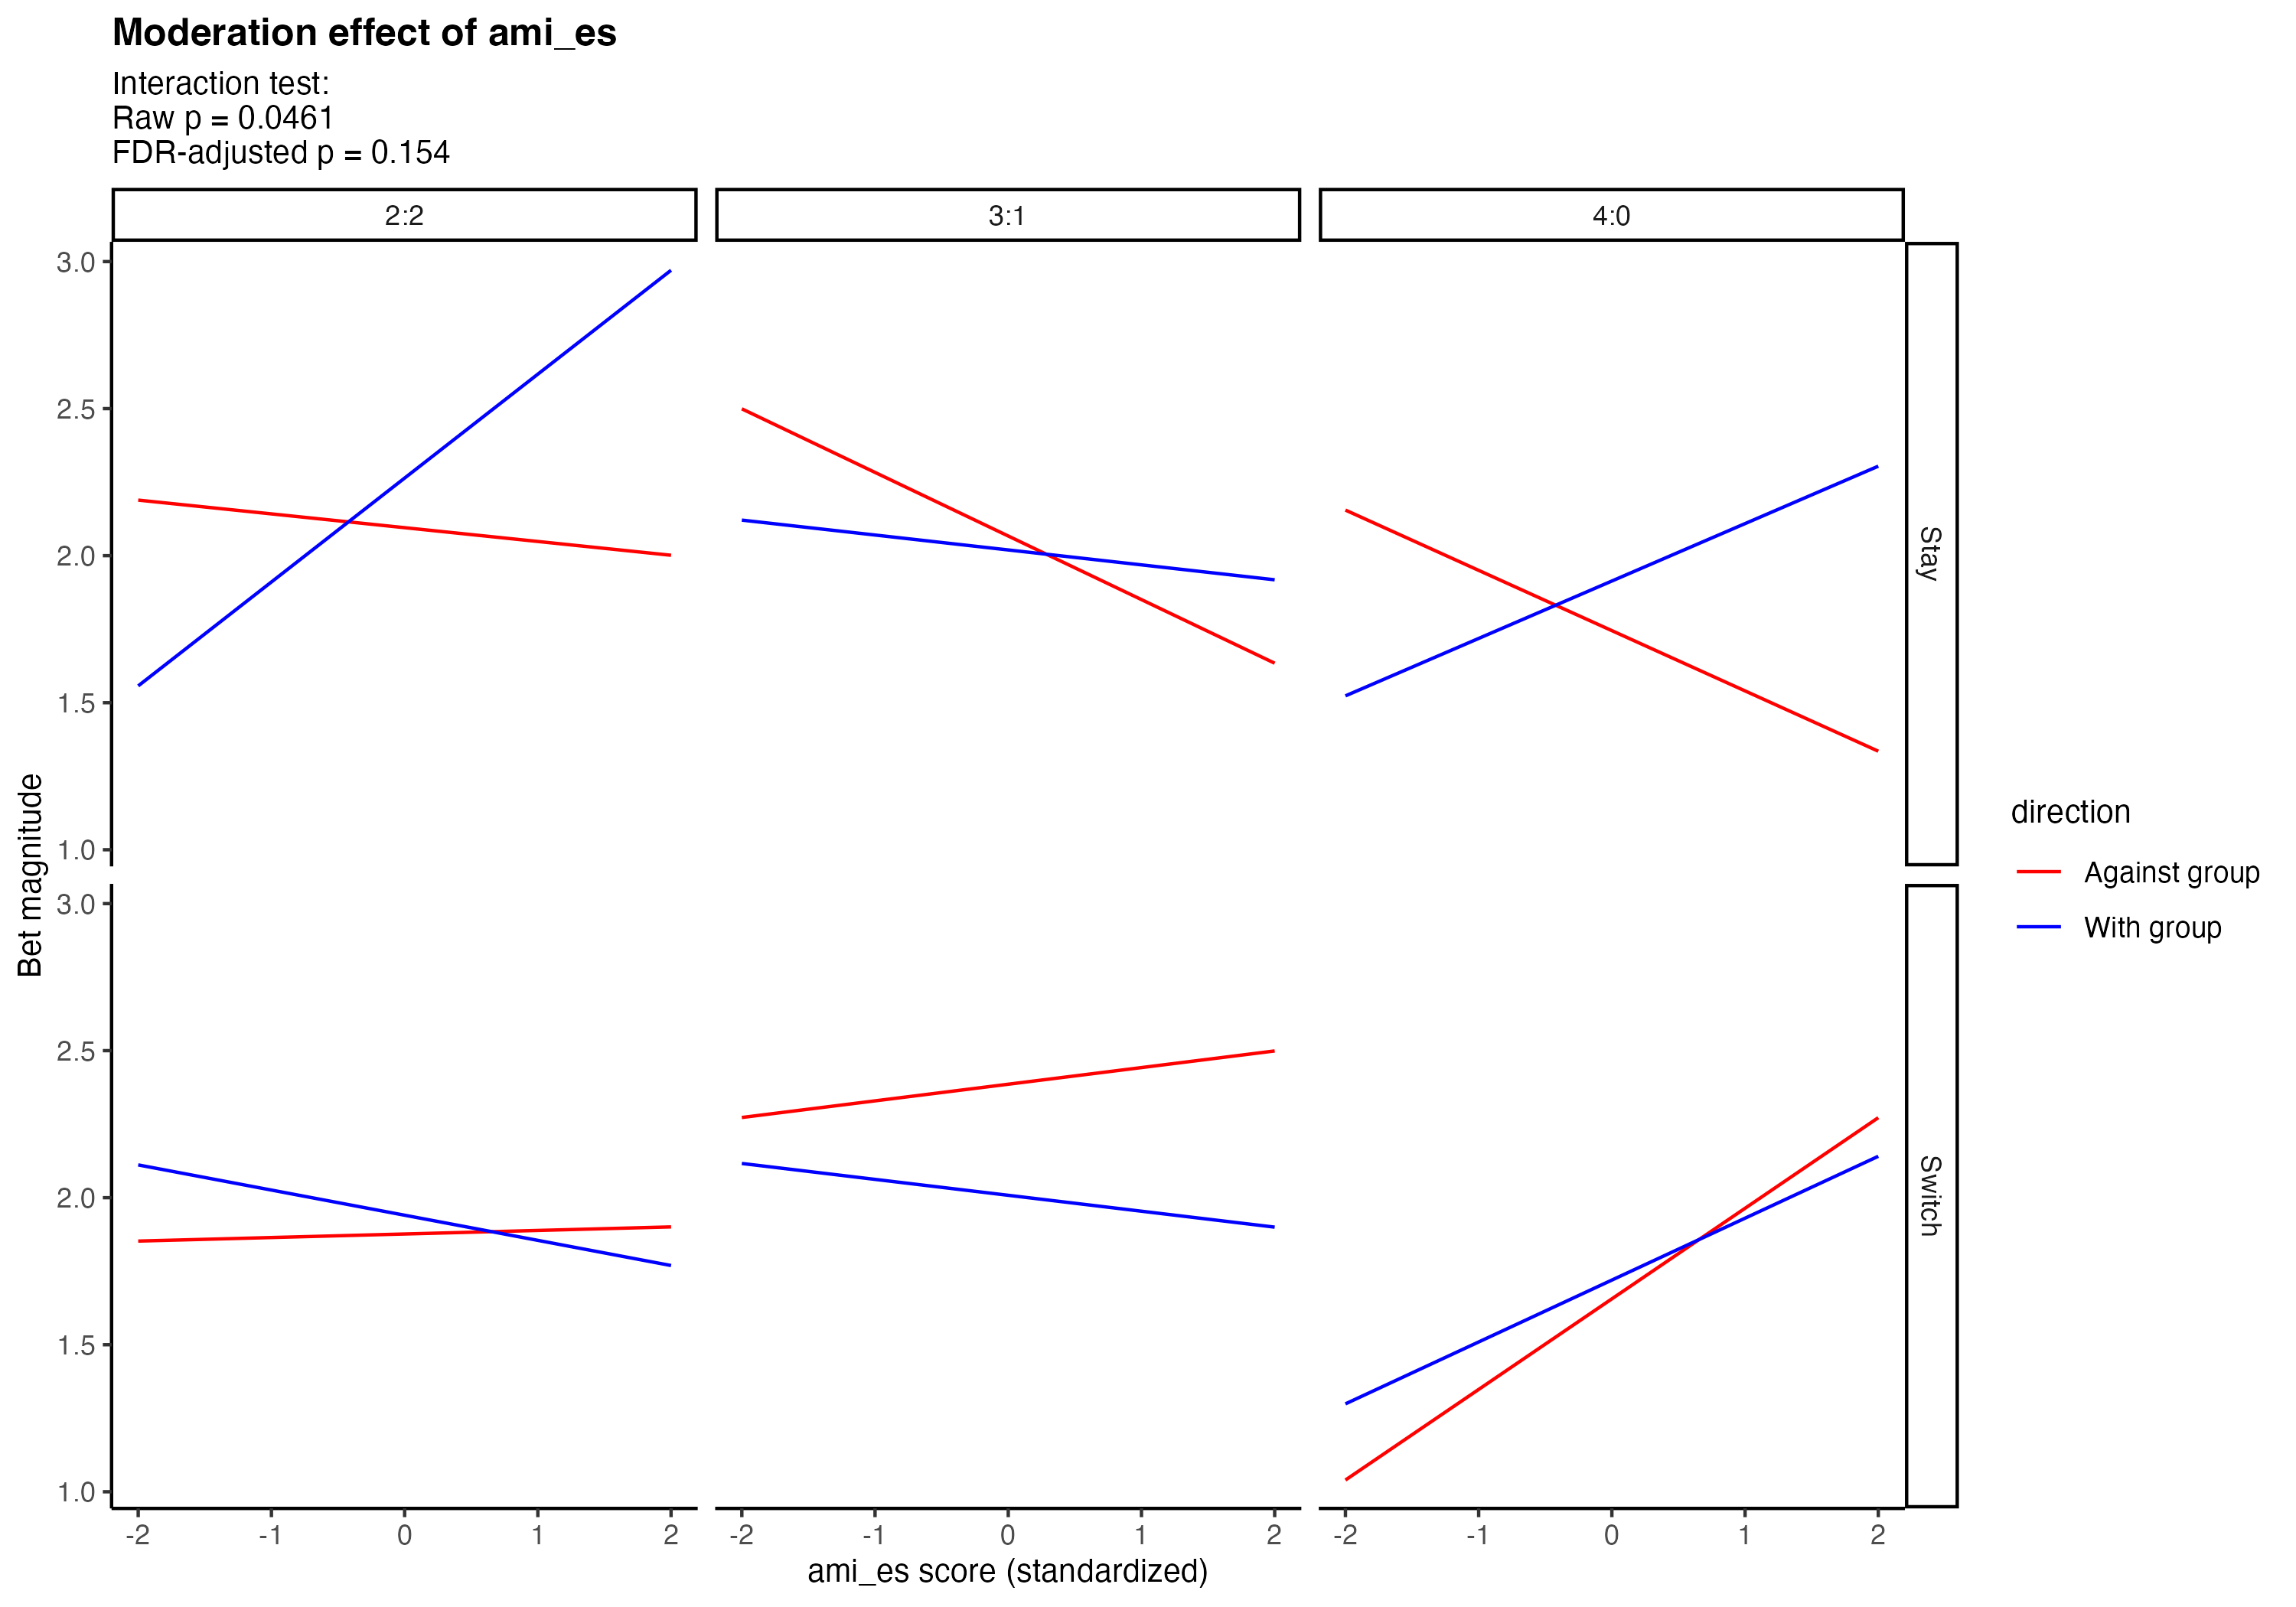 Moderation effect of ami_es
Interaction test:
Raw p = 0.0461
FDR-adjusted p = 0.154
2:2
3:1
4:0
3.0
2.5
2.0
1.5
1.0
Stay
3.0
2.5
2.0
1.5
1.0
Switch
Bet magnitude
-2 -1 0 1 2
-2 -1 0 1 2
-2 -1 0 1 2
ami_es score (standardized)
direction
Against group
With group